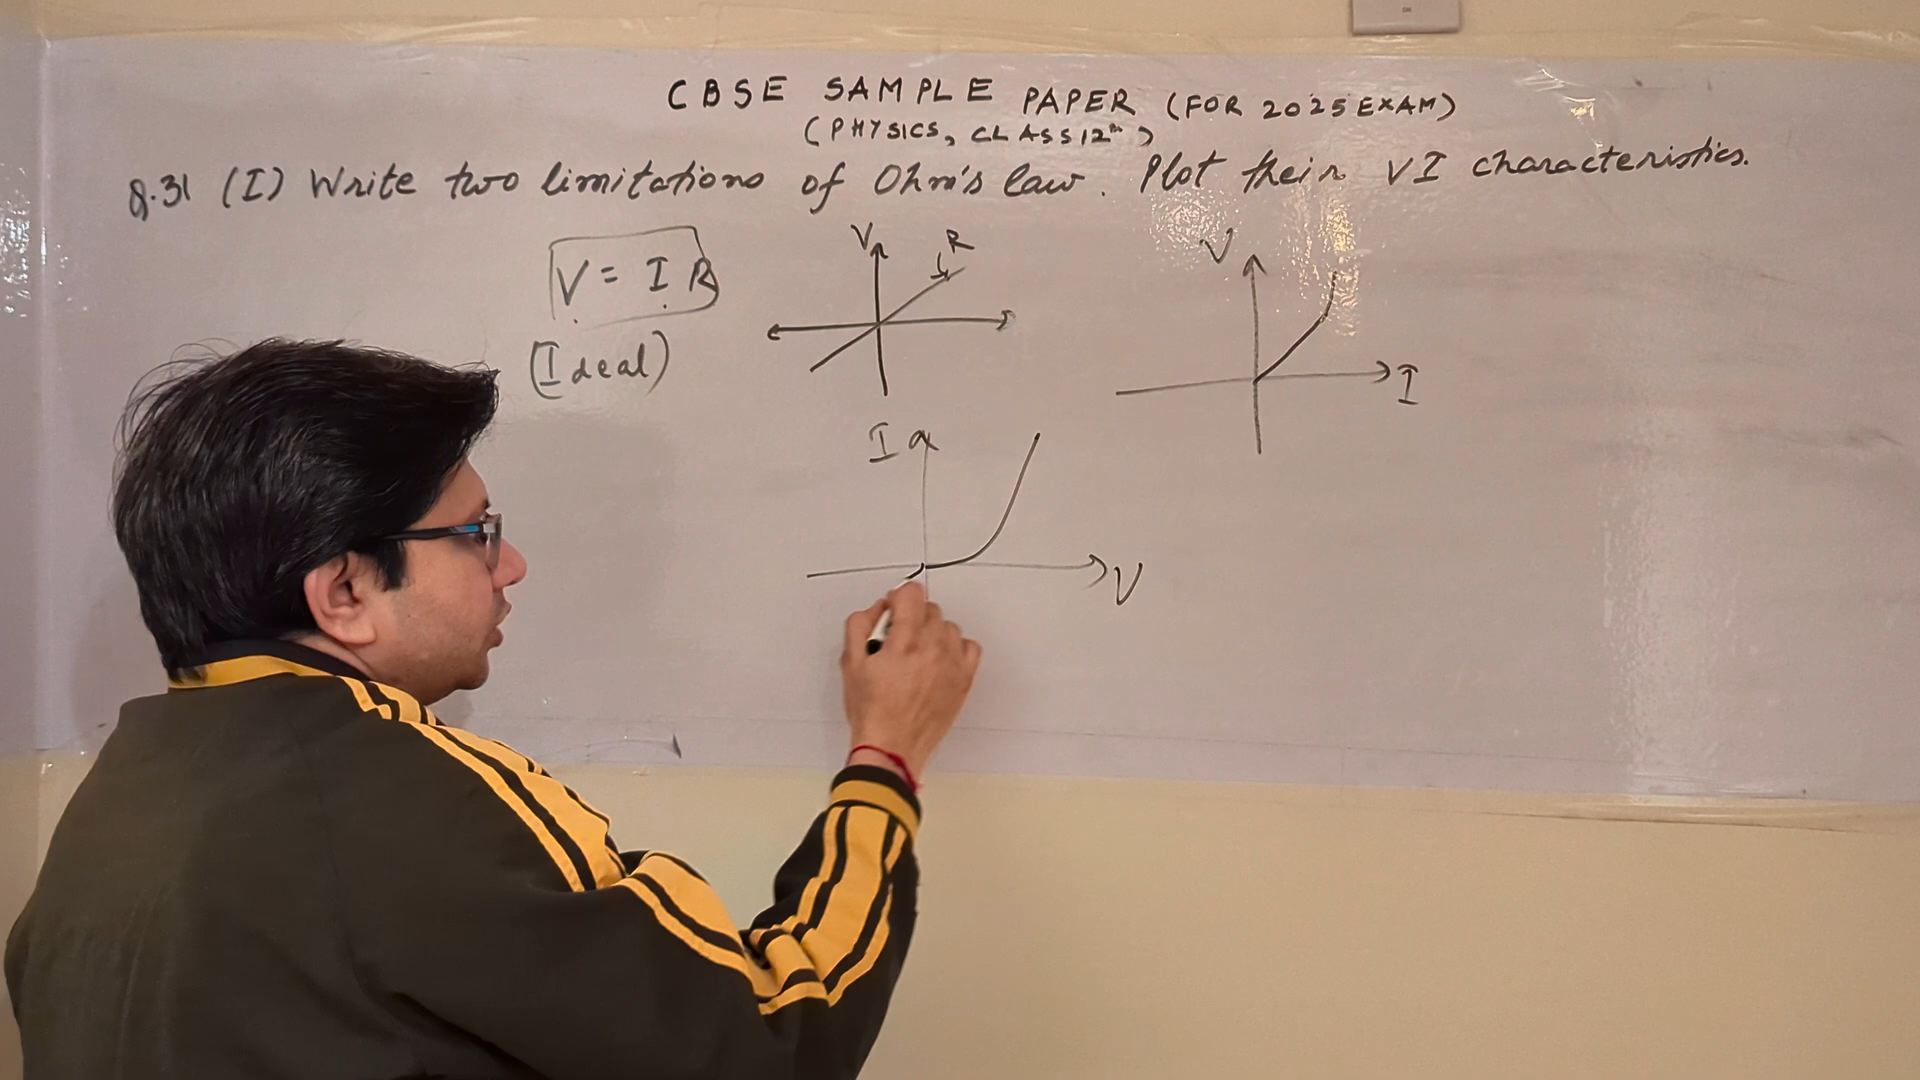 CBSE SAMPLE PAPER (FOR 2025 EXAM)
(PHYSICS, CLASS 12th)
Q.31 (I) Write two limitations of Ohm's law. Plot their VI characteristics.
V = IR
(Ideal)
V
R
V
I
I
V